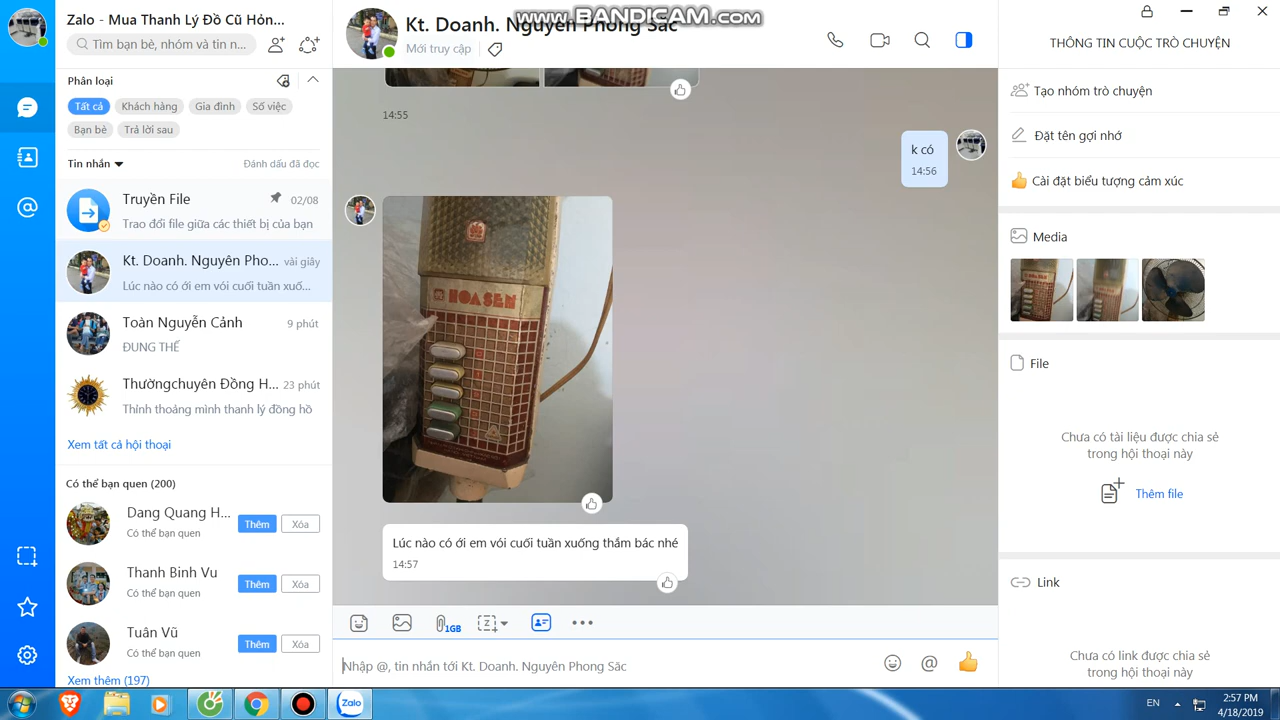 Zalo - Mua Thanh Lý Đồ Cũ Hỏn...
Tìm bạn bè, nhóm và tin n...
Phân loại
Tất cả
Khách hàng
Gia đình
Số việc
Bạn bè
Trả lời sau
Tin nhắn
Đánh dấu đã đọc
Truyền File
02/08
Trao đổi file giữa các thiết bị của bạn
Kt. Doanh. Nguyên Pho...
vài giây
Lúc nào có ới em vói cuối tuần xuố...
Toàn Nguyễn Cảnh
9 phút
ĐUNG THẾ
Thườngchuyên Đồng H...
23 phút
Thỉnh thoảng mình thanh lý đồng hồ
Xem tất cả hội thoại
Có thể bạn quen (200)
Dang Quang H...
Có thể bạn quen
Thêm
Xóa
Thanh Binh Vu
Có thể bạn quen
Thêm
Xóa
Tuân Vũ
Có thể bạn quen
Thêm
Xóa
Xem thêm (197)
Kt. Doanh. Nguyên Phong Sắc
www.BANDICAM.com
Mới truy cập
14:55
k có
14:56
HOA SEN
Lúc nào có ới em vói cuối tuần xuống thắm bác nhé
14:57
1GB
Nhập @, tin nhắn tới Kt. Doanh. Nguyên Phong Sắc
THÔNG TIN CUỘC TRÒ CHUYỆN
Tạo nhóm trò chuyện
Đặt tên gợi nhớ
Cài đặt biểu tượng cảm xúc
Media
File
Chưa có tài liệu được chia sẻ
trong hội thoại này
Thêm file
Link
Chưa có link được chia sẻ
trong hội thoại này
Zalo
EN
2:57 PM
4/18/2019